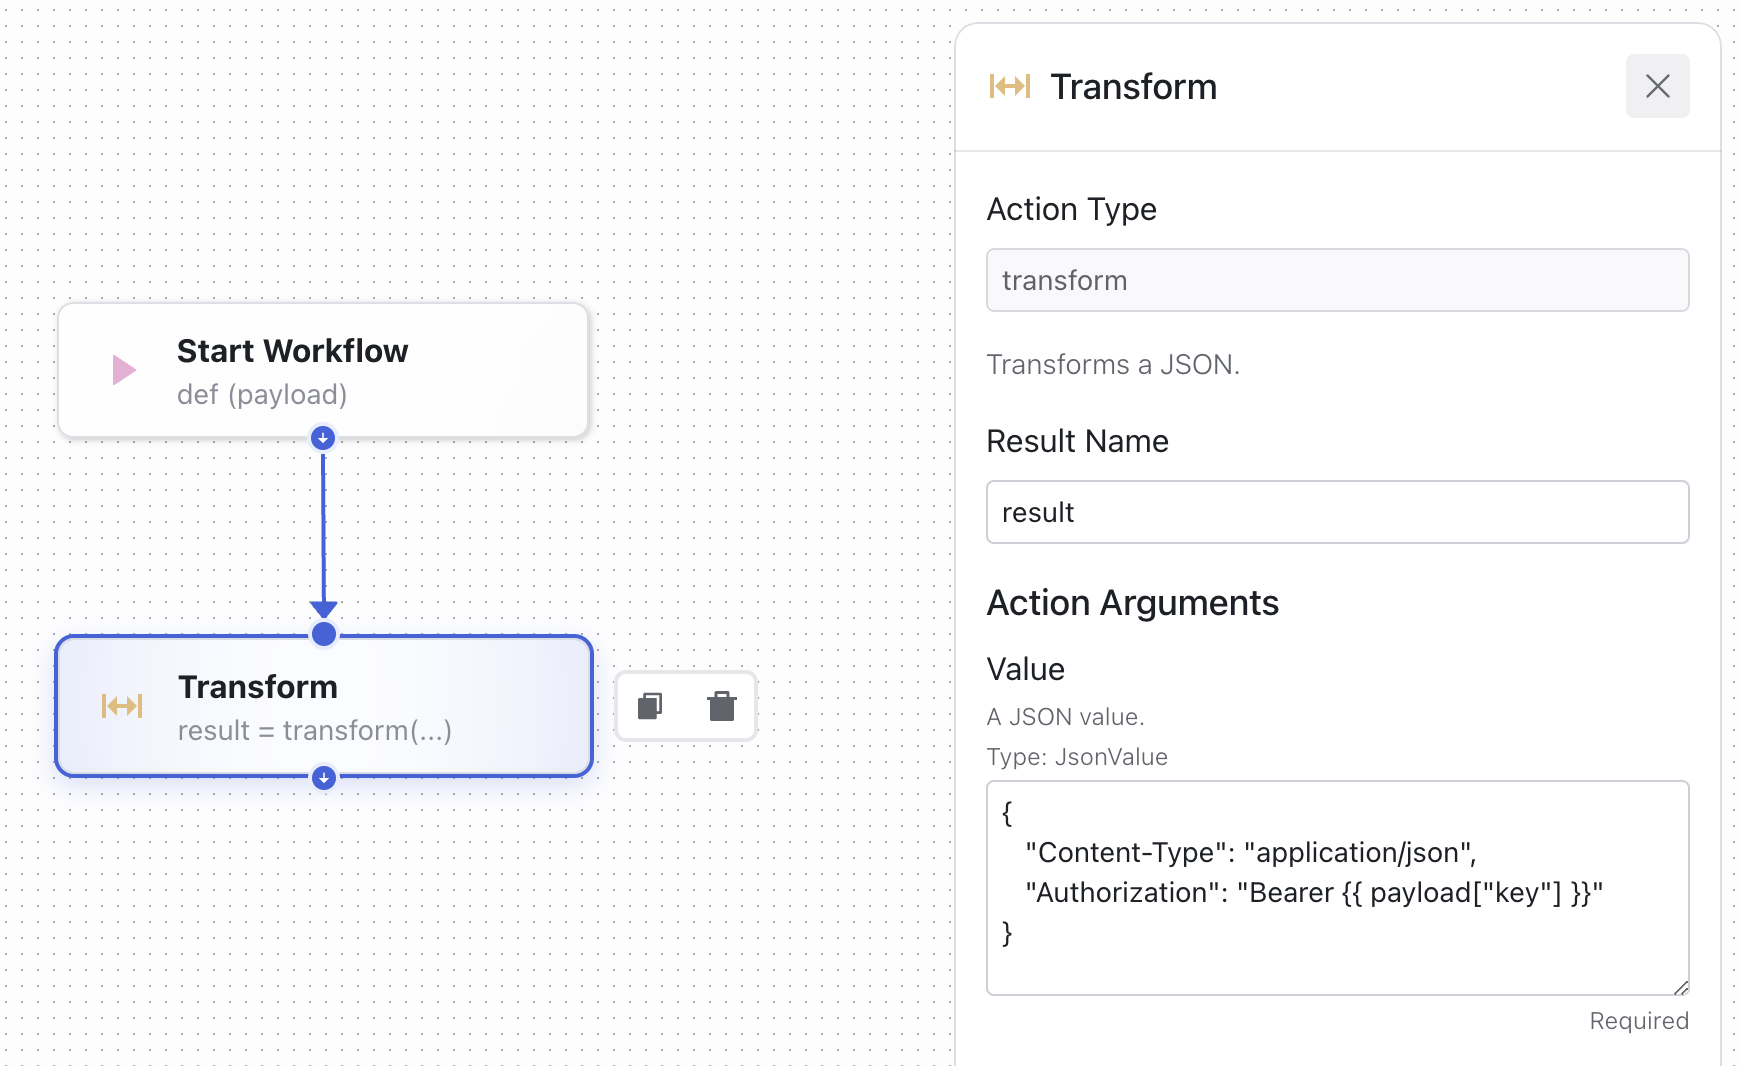 Start Workflow
def (payload)
Transform
result = transform(...)
Transform
Action Type
transform
Transforms a JSON.
Result Name
result
Action Arguments
Value
A JSON value.
Type: JsonValue
{
"Content-Type": "application/json",
"Authorization": "Bearer {{ payload["key"] }}"
}
Required